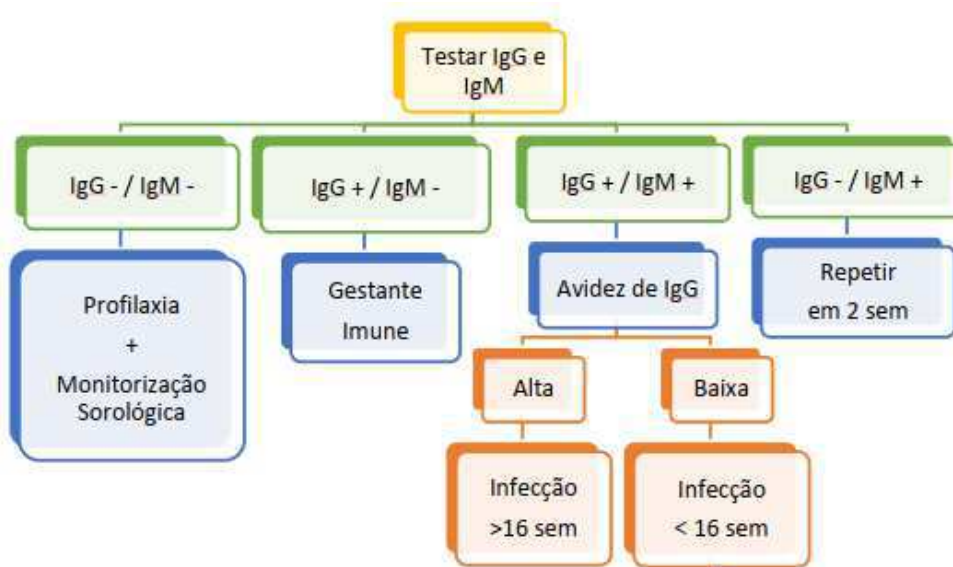 Testar IgG e
IgM
IgG - / IgM -
IgG + / IgM -
IgG + / IgM +
IgG - / IgM +
Profilaxia
+
Monitorização
Sorológica
Gestante
Imune
Avidez de IgG
Repetir
em 2 sem
Alta
Baixa
Infecção
>16 sem
Infecção
< 16 sem